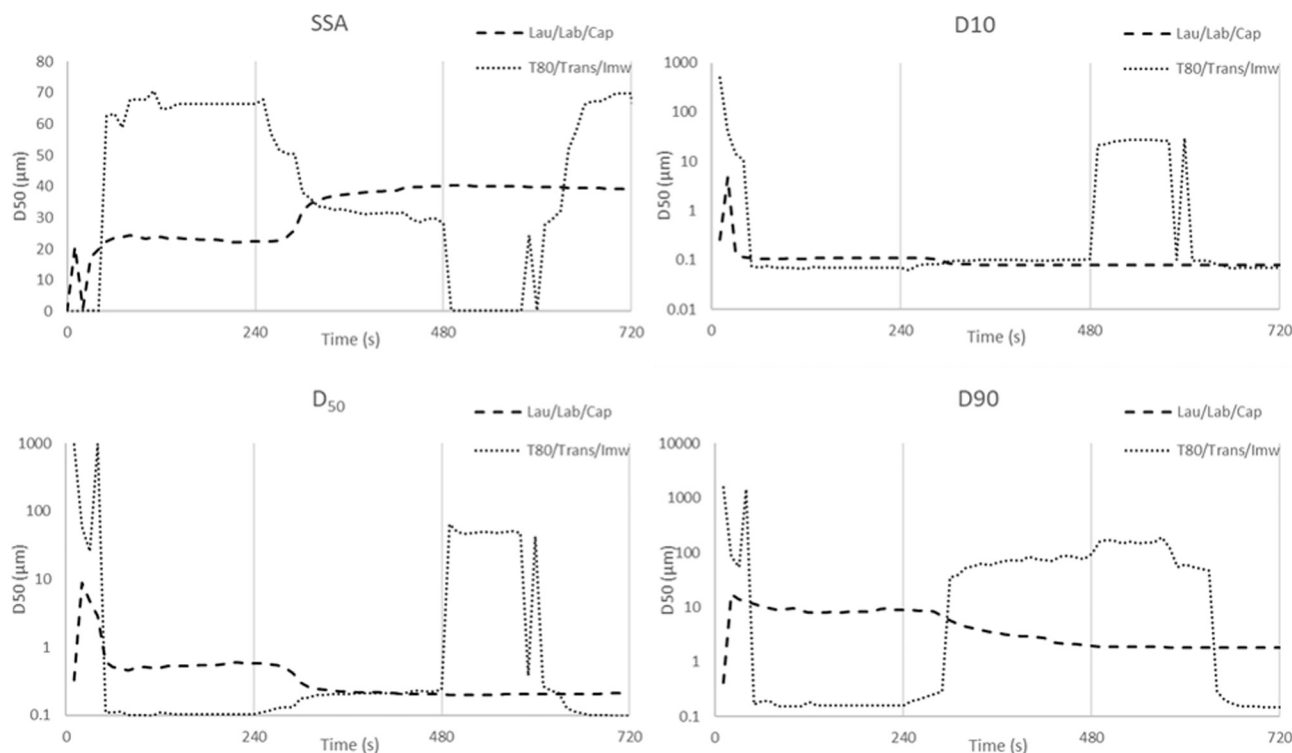 SSA
Lau/Lab/Cap
T80/Trans/Imw
80
70
60
50
40
30
20
10
0
D50 (µm)
0 240 480 720
Time (s)
D10
Lau/Lab/Cap
T80/Trans/Imw
1000
100
10
1
0.1
0.01
D50 (µm)
0 240 480 720
Time (s)
D50
Lau/Lab/Cap
T80/Trans/Imw
1000
100
10
1
0.1
D50 (µm)
0 240 480 720
Time (s)
D90
Lau/Lab/Cap
T80/Trans/Imw
10000
1000
100
10
1
0.1
D50 (µm)
0 240 480 720
Time (s)